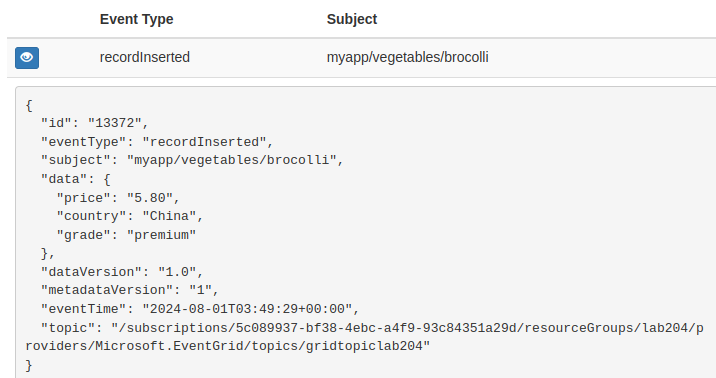 Event Type Subject
recordInserted myapp/vegetables/brocolli
{
  "id": "13372",
  "eventType": "recordInserted",
  "subject": "myapp/vegetables/brocolli",
  "data": {
    "price": "5.80",
    "country": "China",
    "grade": "premium"
  },
  "dataVersion": "1.0",
  "metadataVersion": "1",
  "eventTime": "2024-08-01T03:49:29+00:00",
  "topic": "/subscriptions/5c089937-bf38-4ebc-a4f9-93c84351a29d/resourceGroups/lab204/p
roviders/Microsoft.EventGrid/topics/gridtopiclab204"
}